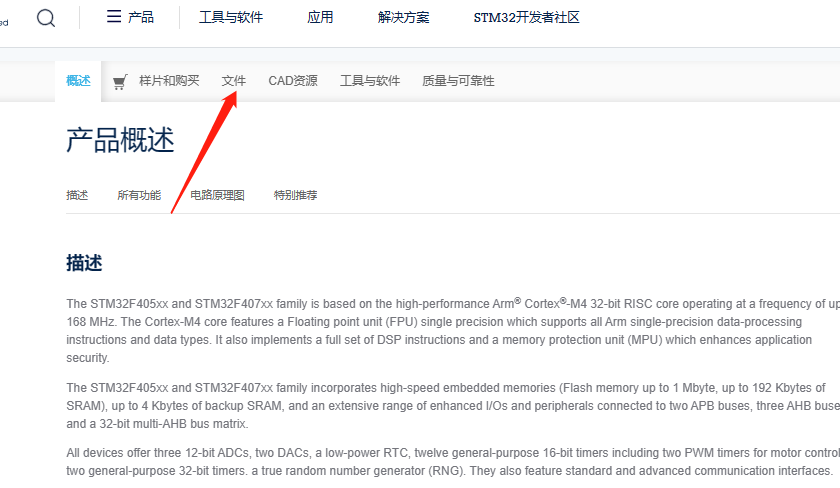 产品 工具与软件 应用 解决方案 STM32开发者社区
概述 样片和购买 文件 CAD资源 工具与软件 质量与可靠性
产品概述
描述 所有功能 电路原理图 特别推荐
描述
The STM32F405xx and STM32F407xx family is based on the high-performance Arm® Cortex®-M4 32-bit RISC core operating at a frequency of up
168 MHz. The Cortex-M4 core features a Floating point unit (FPU) single precision which supports all Arm single-precision data-processing
instructions and data types. It also implements a full set of DSP instructions and a memory protection unit (MPU) which enhances application
security.
The STM32F405xx and STM32F407xx family incorporates high-speed embedded memories (Flash memory up to 1 Mbyte, up to 192 Kbytes of
SRAM), up to 4 Kbytes of backup SRAM, and an extensive range of enhanced I/Os and peripherals connected to two APB buses, three AHB buse
and a 32-bit multi-AHB bus matrix.
All devices offer three 12-bit ADCs, two DACs, a low-power RTC, twelve general-purpose 16-bit timers including two PWM timers for motor control
two general-purpose 32-bit timers. a true random number generator (RNG). They also feature standard and advanced communication interfaces.